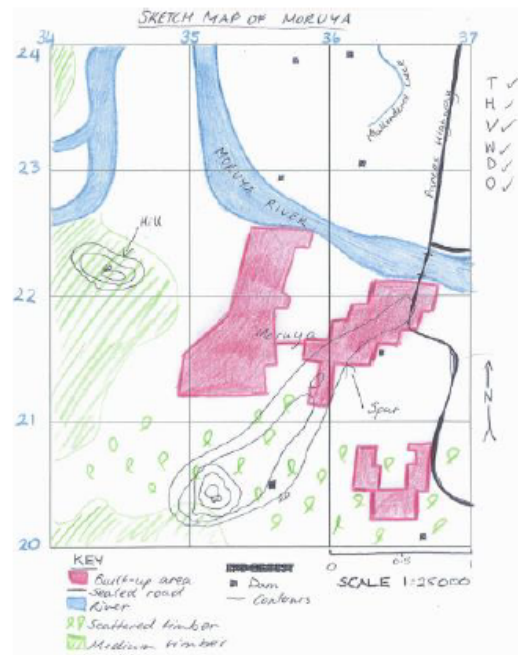 SKETCH MAP OF MORUYA
34 35 36 37
24
23
22
21
20
Mullenderee Creek
Princes Highway
T ✓
H ✓
V ✓
W ✓
D ✓
O ✓
MORUYA RIVER
Hill
Moruya
Spur
N
KEY
Built-up area
Sealed road
River
Scattered timber
Medium timber
Dam
Contours
0 0.5 1
SCALE 1:25000